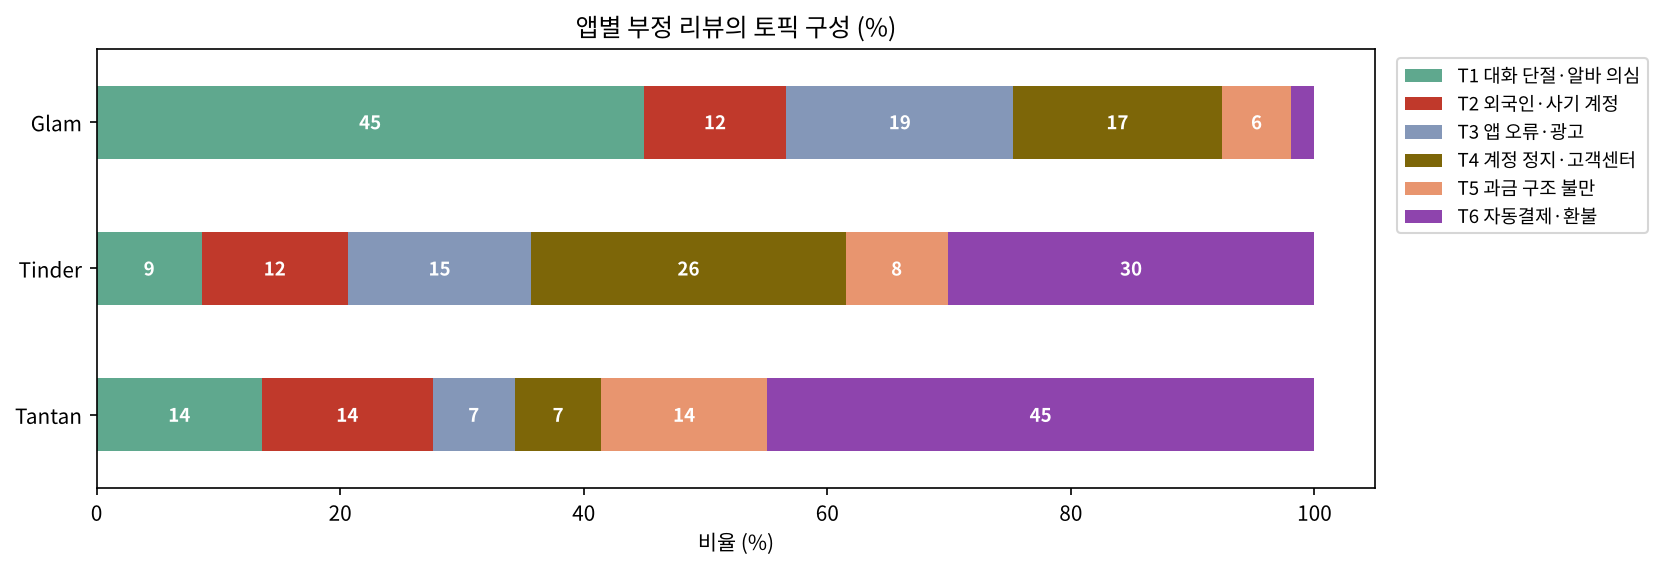 앱별 부정 리뷰의 토픽 구성 (%)
Glam 45 12 19 17 6
Tinder 9 12 15 26 8 30
Tantan 14 14 7 7 14 45
0 20 40 60 80 100
비율 (%)
T1 대화 단절·알바 의심
T2 외국인·사기 계정
T3 앱 오류·광고
T4 계정 정지·고객센터
T5 과금 구조 불만
T6 자동결제·환불